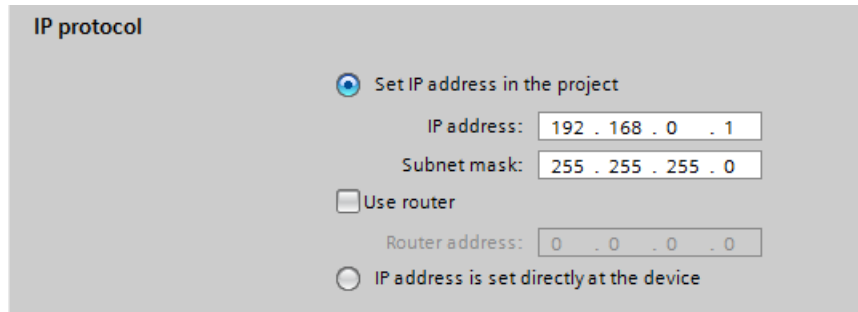 IP protocol
Set IP address in the project
IP address: 192 . 168 . 0 . 1
Subnet mask: 255 . 255 . 255 . 0
Use router
Router address: 0 . 0 . 0 . 0
IP address is set directly at the device